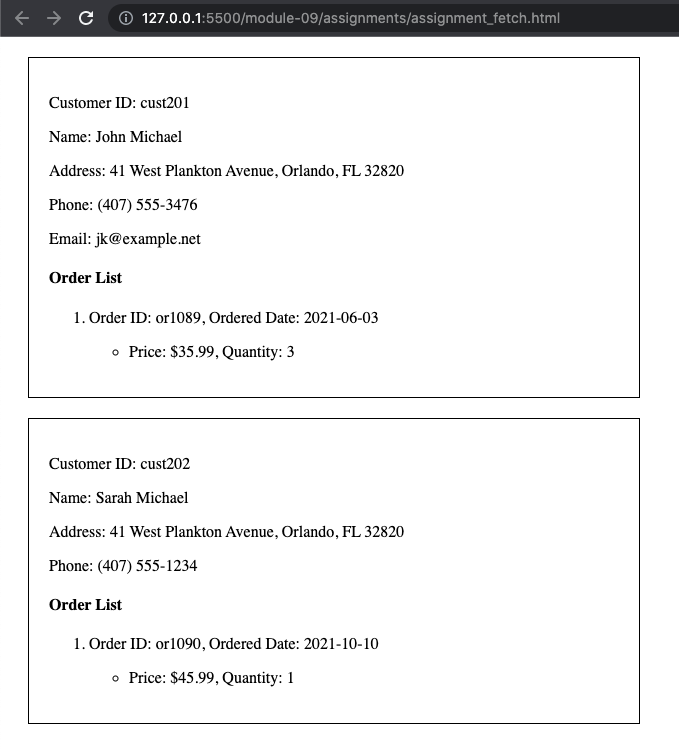 127.0.0.1:5500/module-09/assignments/assignment_fetch.html
Customer ID: cust201
Name: John Michael
Address: 41 West Plankton Avenue, Orlando, FL 32820
Phone: (407) 555-3476
Email: jk@example.net
Order List
1. Order ID: or1089, Ordered Date: 2021-06-03
Price: $35.99, Quantity: 3
Customer ID: cust202
Name: Sarah Michael
Address: 41 West Plankton Avenue, Orlando, FL 32820
Phone: (407) 555-1234
Order List
1. Order ID: or1090, Ordered Date: 2021-10-10
Price: $45.99, Quantity: 1